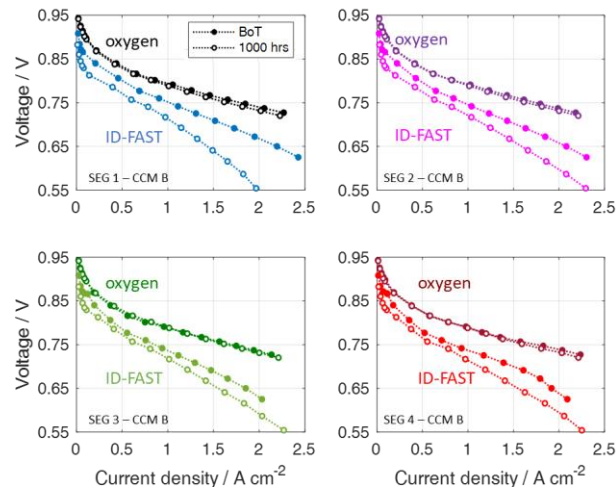 0.95
0.85
0.75
0.65
0.55
Voltage / V
oxygen
BoT
1000 hrs
ID-FAST
SEG 1 – CCM B
0 0.5 1 1.5 2 2.5
0.95
0.85
0.75
0.65
0.55
oxygen
ID-FAST
SEG 2 – CCM B
0 0.5 1 1.5 2 2.5
0.95
0.85
0.75
0.65
0.55
Voltage / V
oxygen
ID-FAST
SEG 3 – CCM B
0 0.5 1 1.5 2 2.5
Current density / A cm⁻²
0.95
0.85
0.75
0.65
0.55
oxygen
ID-FAST
SEG 4 – CCM B
0 0.5 1 1.5 2 2.5
Current density / A cm⁻²